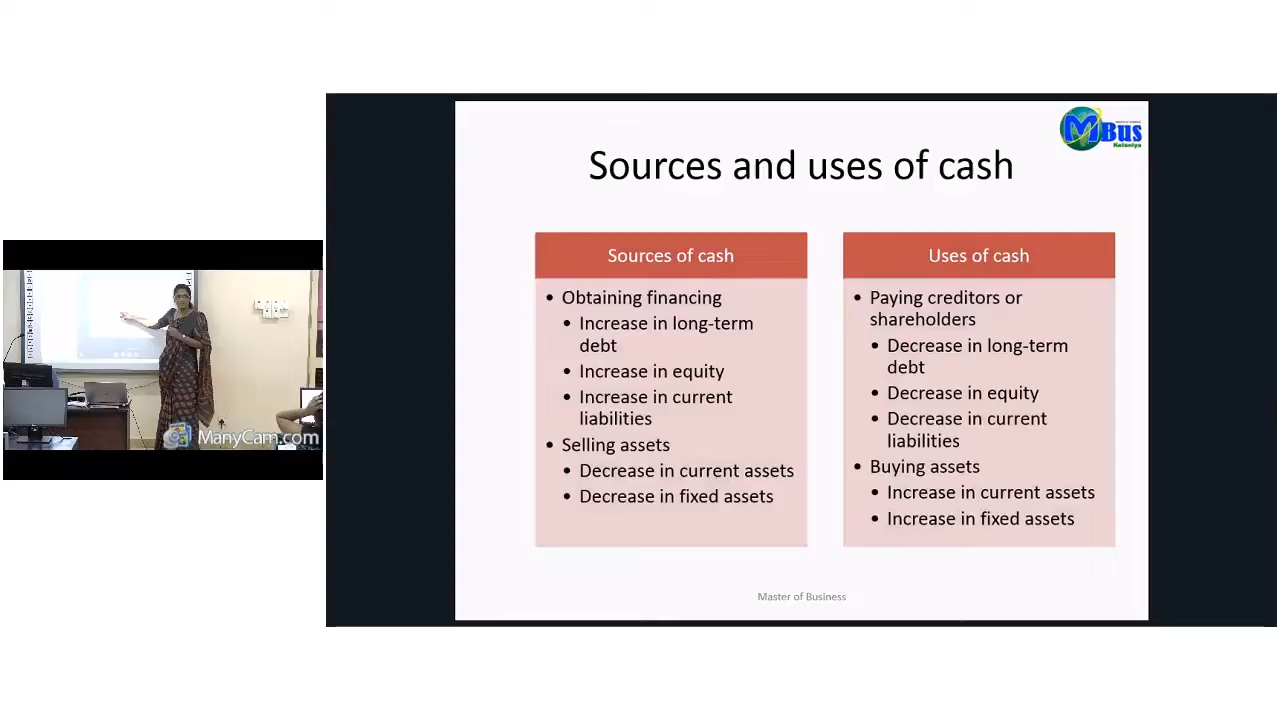 MBus
Kelaniya
Sources and uses of cash
Sources of cash
• Obtaining financing
• Increase in long-term
debt
• Increase in equity
• Increase in current
liabilities
• Selling assets
• Decrease in current assets
• Decrease in fixed assets
Uses of cash
• Paying creditors or
shareholders
• Decrease in long-term
debt
• Decrease in equity
• Decrease in current
liabilities
• Buying assets
• Increase in current assets
• Increase in fixed assets
Master of Business
ManyCam.com